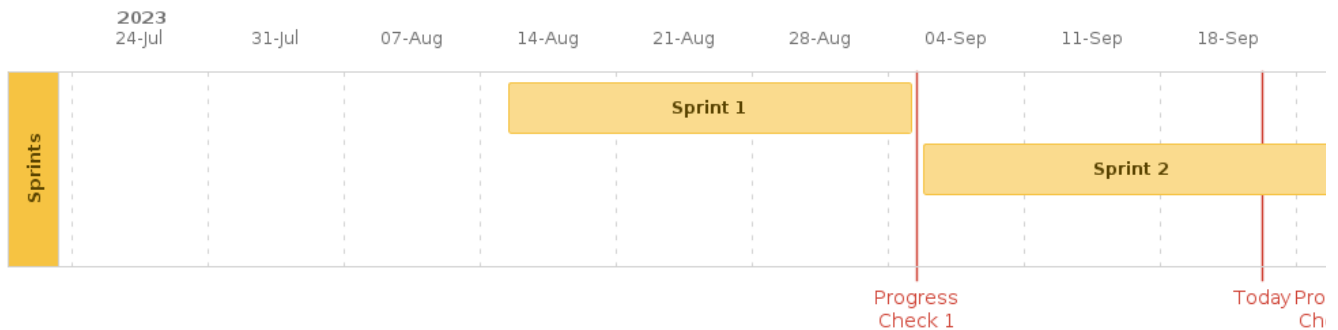 2023
24-Jul 31-Jul 07-Aug 14-Aug 21-Aug 28-Aug 04-Sep 11-Sep 18-Sep
Sprints
Sprint 1
Sprint 2
Progress
Check 1
Today